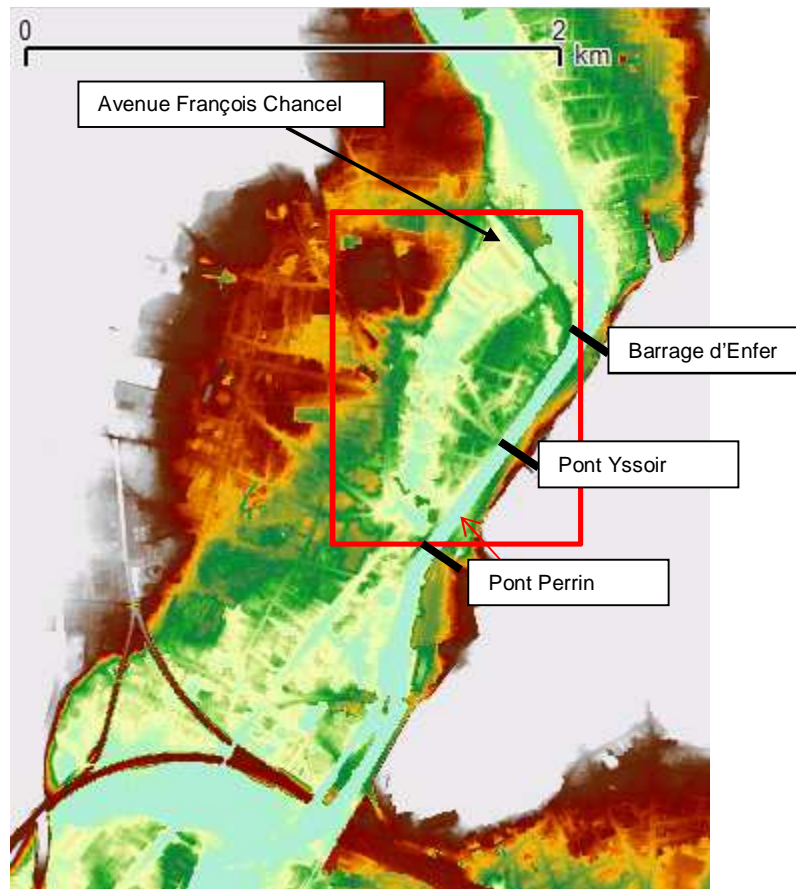 0 2
km
Avenue François Chancel
Barrage d'Enfer
Pont Yssoir
Pont Perrin